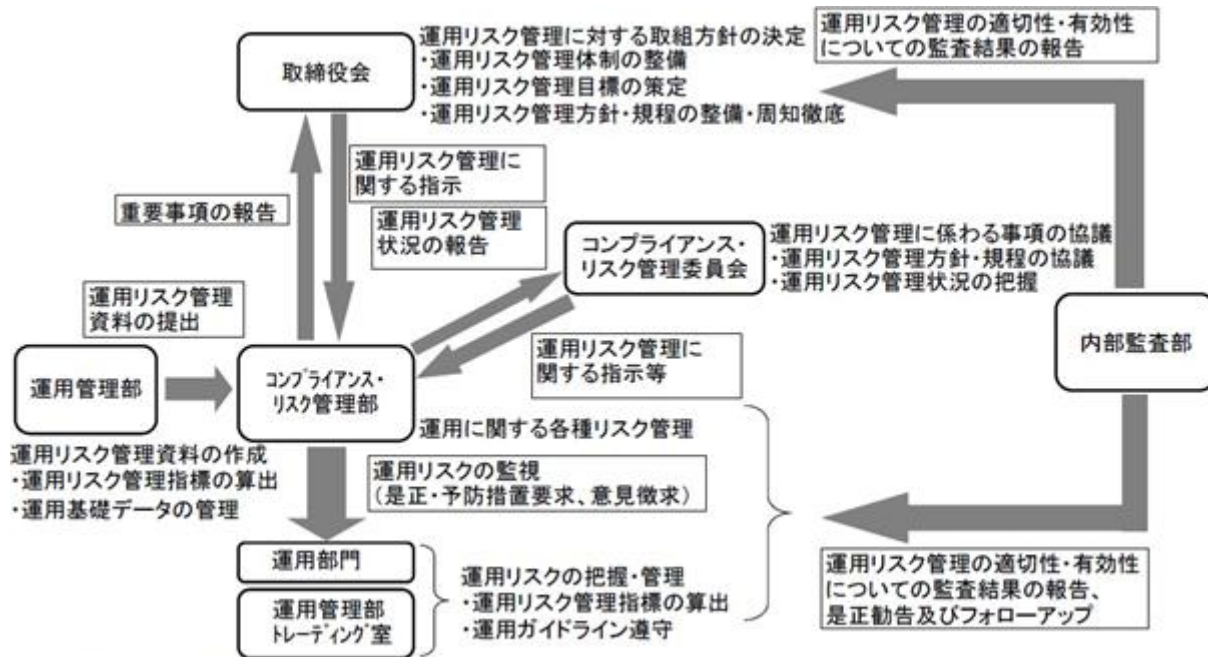 取締役会
運用リスク管理に対する取組方針の決定
・運用リスク管理体制の整備
・運用リスク管理目標の策定
・運用リスク管理方針・規程の整備・周知徹底
運用リスク管理の適切性・有効性
についての監査結果の報告
重要事項の報告
運用リスク管理に
関する指示
運用リスク管理
状況の報告
コンプライアンス・
リスク管理委員会
運用リスク管理に係わる事項の協議
・運用リスク管理方針・規程の協議
・運用リスク管理状況の把握
運用リスク管理
資料の提出
運用管理部
コンプライアンス・
リスク管理部
運用リスク管理に
関する指示等
内部監査部
運用に関する各種リスク管理
運用リスク管理資料の作成
・運用リスク管理指標の算出
・運用基礎データの管理
運用リスクの監視
(是正・予防措置要求、意見徴求)
運用部門
運用管理部
トレーディング室
運用リスクの把握・管理
・運用リスク管理指標の算出
・運用ガイドライン遵守
運用リスク管理の適切性・有効性
についての監査結果の報告、
是正勧告及びフォローアップ